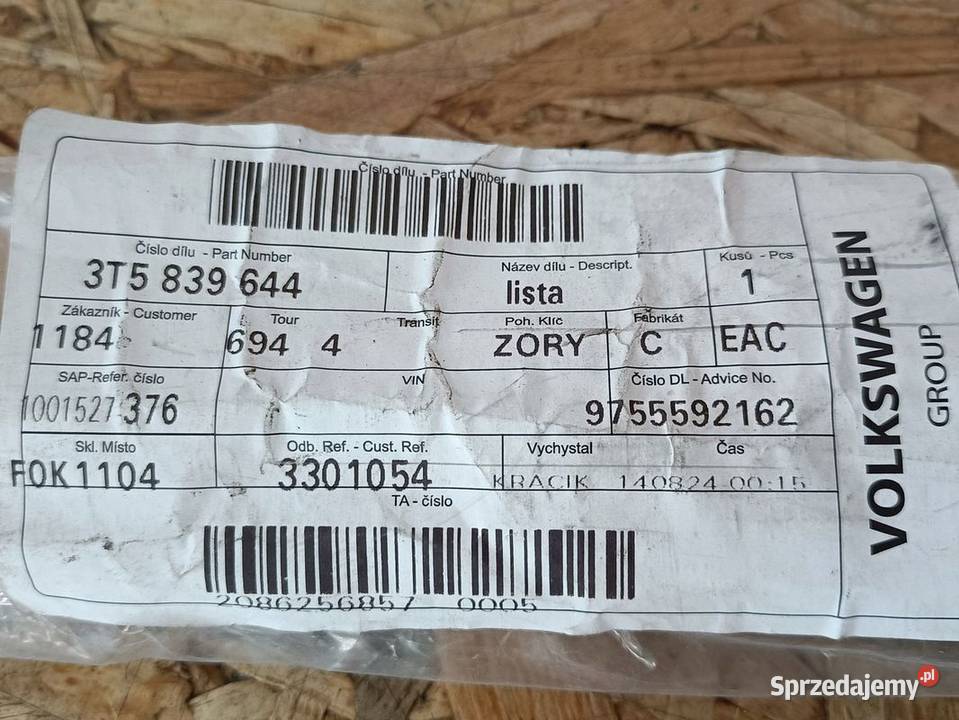 Číslo dílu - Part Number
Číslo dílu - Part Number
3T5 839 644
Název dílu - Descript.
lista
Kusů - Pcs
1
Zákazník - Customer
1184
Tour
694 4
Transit
Poh. Klíč
ZORY
Fabrikát
C
EAC
SAP-Refer. číslo
1001527376
VIN
Číslo DL - Advice No.
9755592162
Skl. Místo
F0K1104
Odb. Ref. - Cust. Ref.
3301054
Vychystal
KRACIK
Čas
140824 00:15
TA - číslo
2086256857 0005
VOLKSWAGEN
GROUP
Sprzedajemy.pl